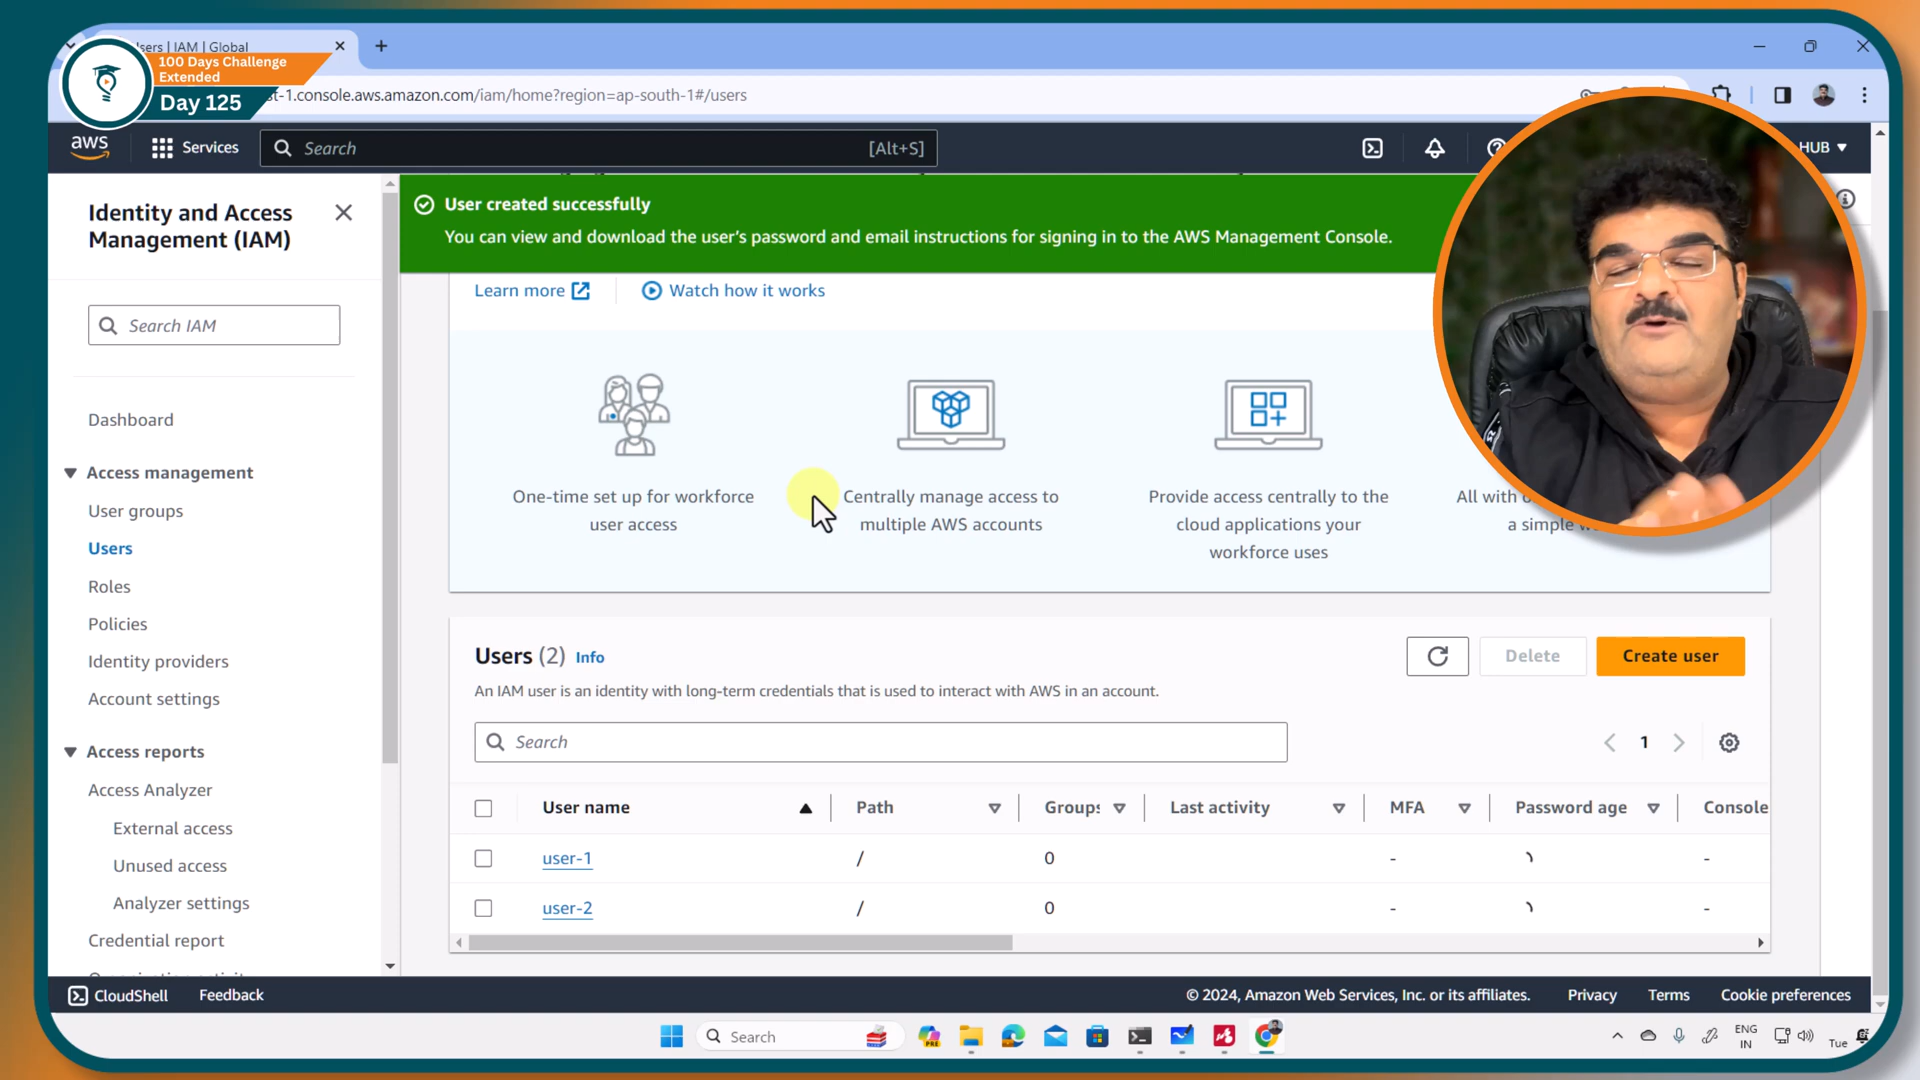 sers | IAM | Global
100 Days Challenge
Extended
Day 125
t-1.console.aws.amazon.com/iam/home?region=ap-south-1#/users
aws
Services
Search
[Alt+S]
HUB
Identity and Access
Management (IAM)
Search IAM
Dashboard
Access management
User groups
Users
Roles
Policies
Identity providers
Account settings
Access reports
Access Analyzer
External access
Unused access
Analyzer settings
Credential report
User created successfully
You can view and download the user's password and email instructions for signing in to the AWS Management Console.
Learn more
Watch how it works
One-time set up for workforce
user access
Centrally manage access to
multiple AWS accounts
Provide access centrally to the
cloud applications your
workforce uses
All with
a simple
Users (2) Info
Delete
Create user
An IAM user is an identity with long-term credentials that is used to interact with AWS in an account.
Search
1
User name
Path
Groups
Last activity
MFA
Password age
Console
user-1 / 0 - -
user-2 / 0 - -
CloudShell
Feedback
© 2024, Amazon Web Services, Inc. or its affiliates.
Privacy
Terms
Cookie preferences
Search
PRE
ENG
IN
Tue